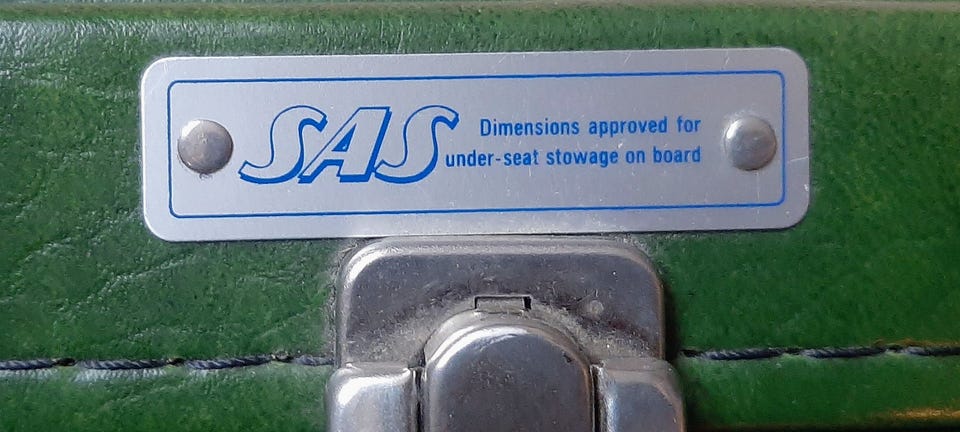 SAS
Dimensions approved for
under-seat stowage on board